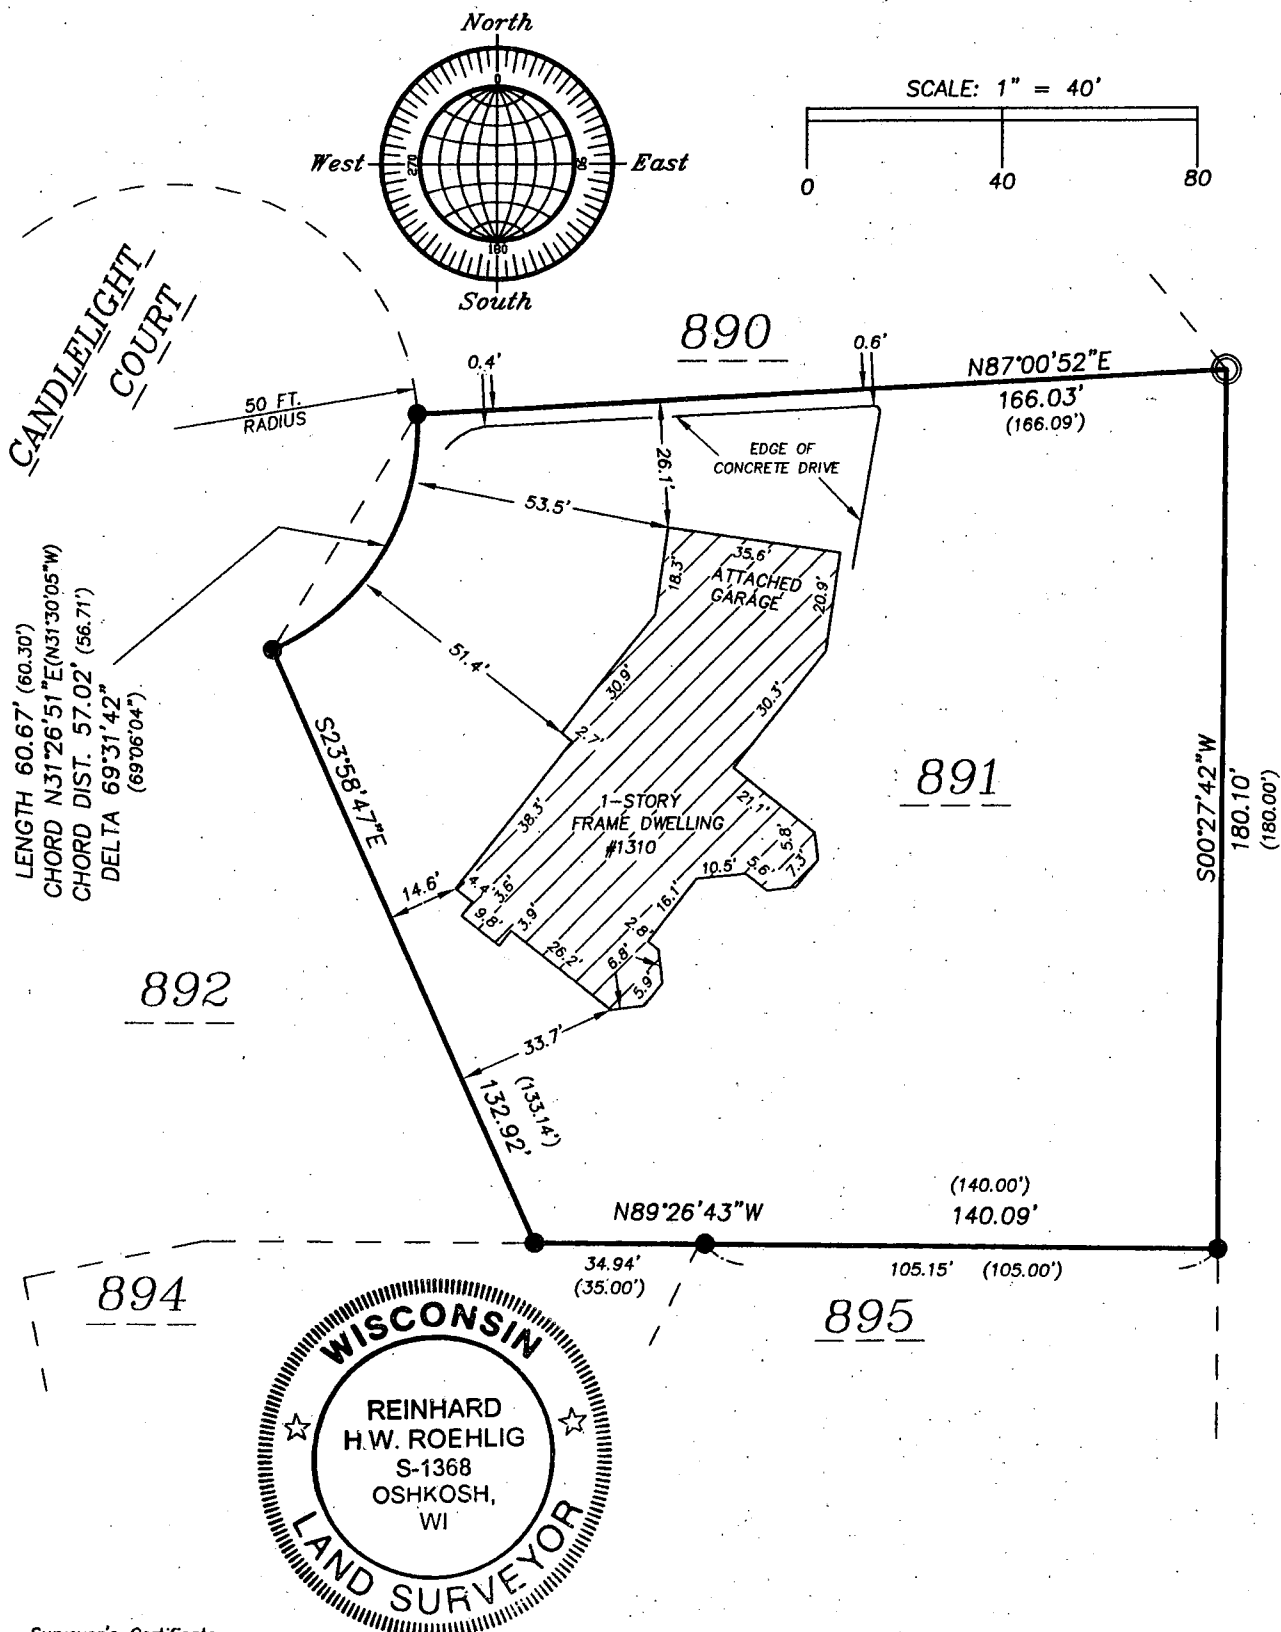 North
West
East
South
0
90
180
270
SCALE: 1" = 40'
0 40 80
CANDLELIGHT
COURT
50 FT.
RADIUS
890
0.4'
0.6'
N87°00'52"E
166.03'
(166.09')
EDGE OF
CONCRETE DRIVE
26.1'
53.5'
51.4'
35.6'
ATTACHED
GARAGE
18.3'
20.9'
30.9'
30.3'
2.7'
LENGTH 60.67' (60.30')
CHORD N31°26'51"E(N31°30'05"W)
CHORD DIST. 57.02' (56.71')
DELTA 69°31'42"
(69°06'04")
S23°58'47"E
891
S00°27'42"W
180.10'
(180.00')
1-STORY
FRAME DWELLING
#1310
38.3'
21.1'
5.8'
7.3'
5.6'
10.5'
16.1'
2.8'
14.6'
4.4'
3.6'
9.8'
3.9'
26.2'
6.8'
5.9'
33.7'
892
(133.14')
132.92'
N89°26'43"W
(140.00')
140.09'
34.94'
(35.00')
105.15' (105.00')
894
895
WISCONSIN
REINHARD
H.W. ROEHLIG
S-1368
OSHKOSH,
WI
LAND SURVEYOR
Surveyor's Certificate